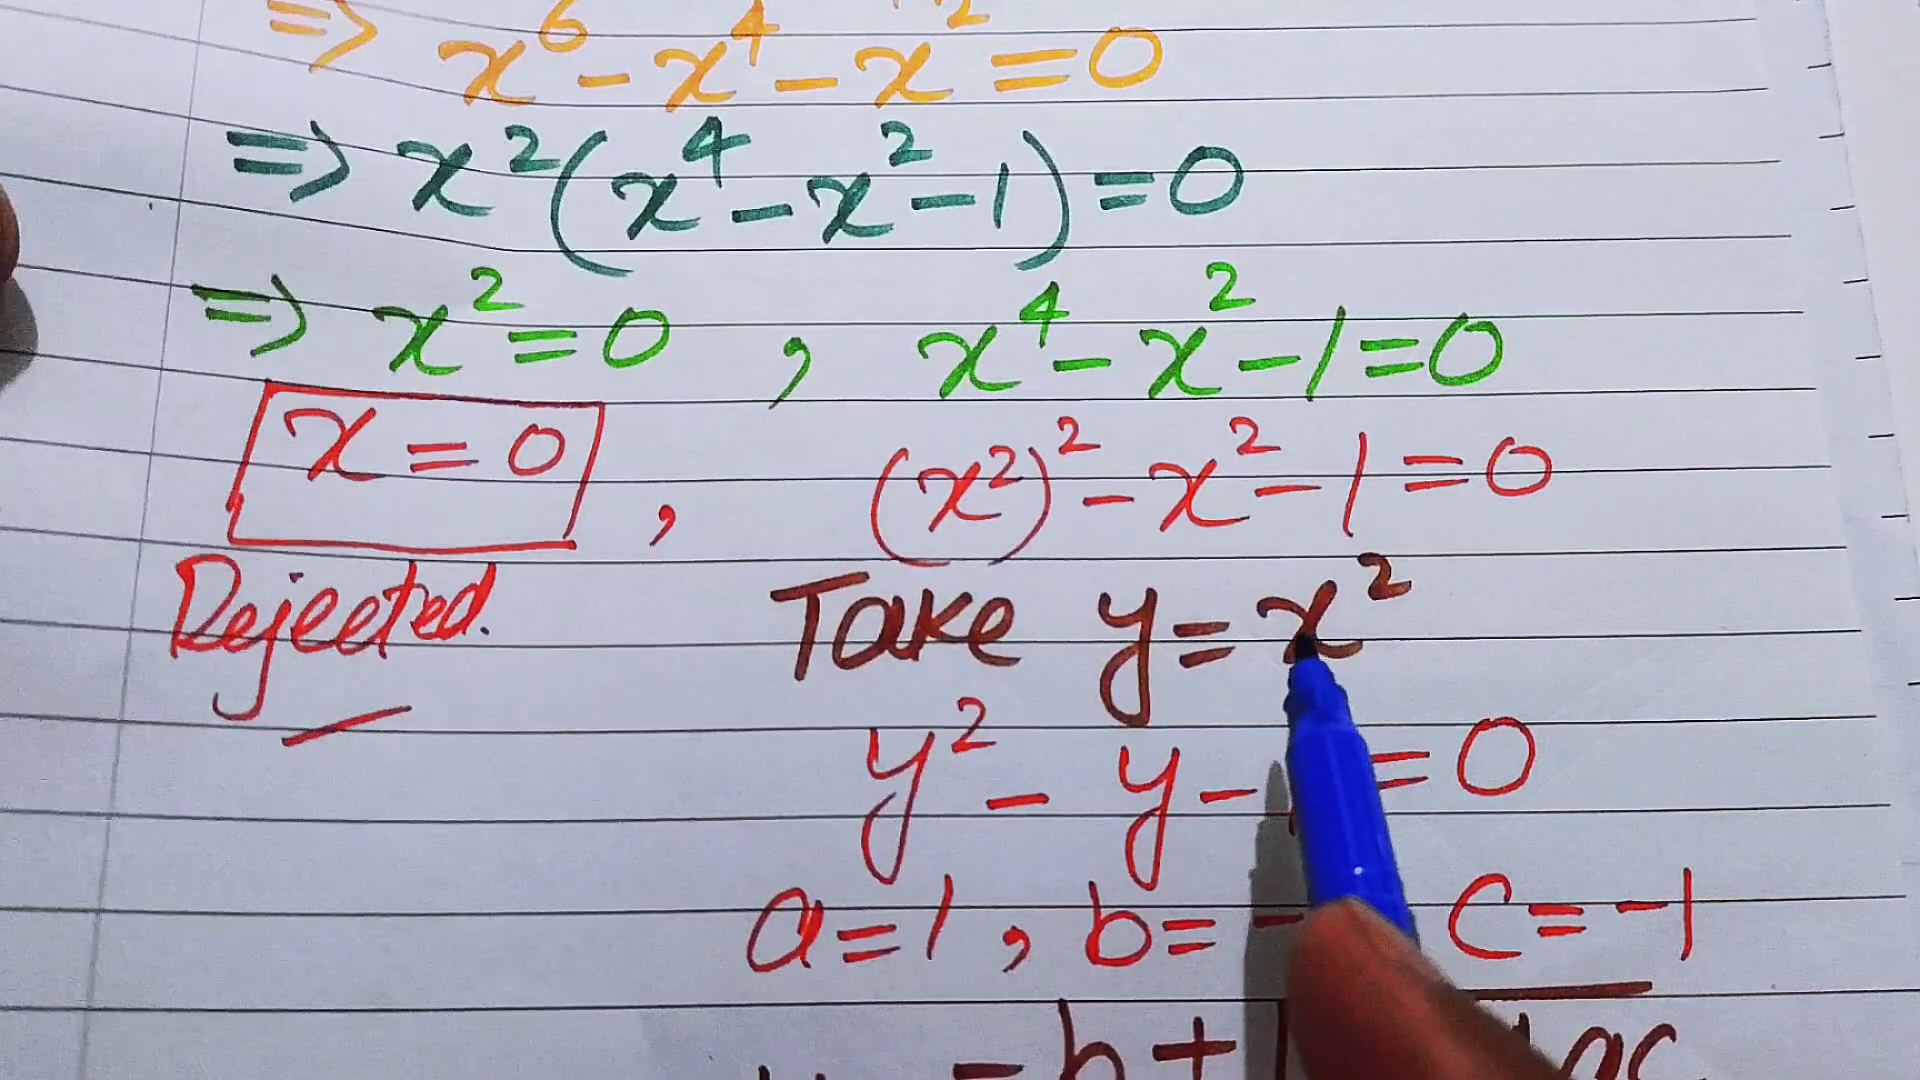 ⇒ x⁶ - x⁴ - x² = 0
⇒ x²(x⁴ - x² - 1) = 0
⇒ x² = 0 , x⁴ - x² - 1 = 0
x = 0 , (x²)² - x² - 1 = 0
Rejected. Take y = x²
y² - y - = 0
a = 1 , b = - c = -1
- b +